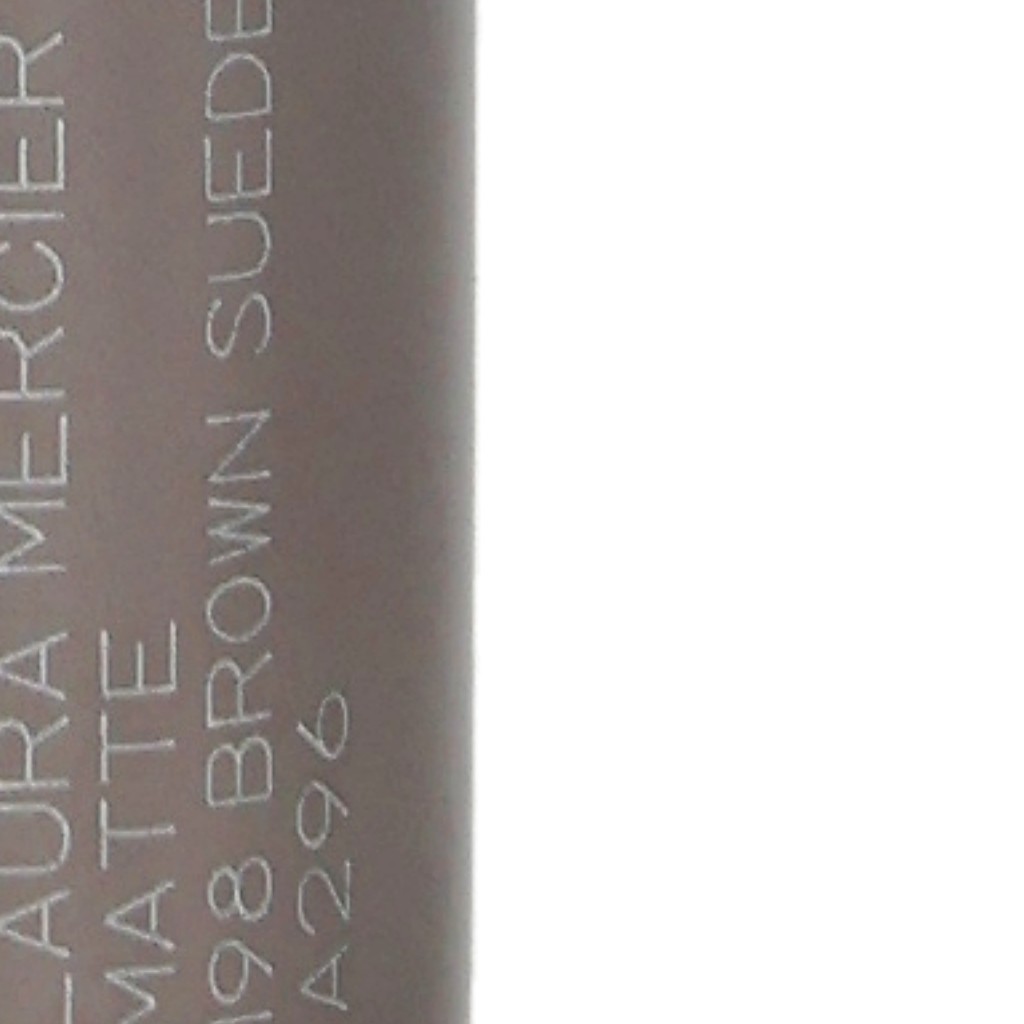 LAURA MERCIER
MATTE
198 BROWN SUEDE
A296